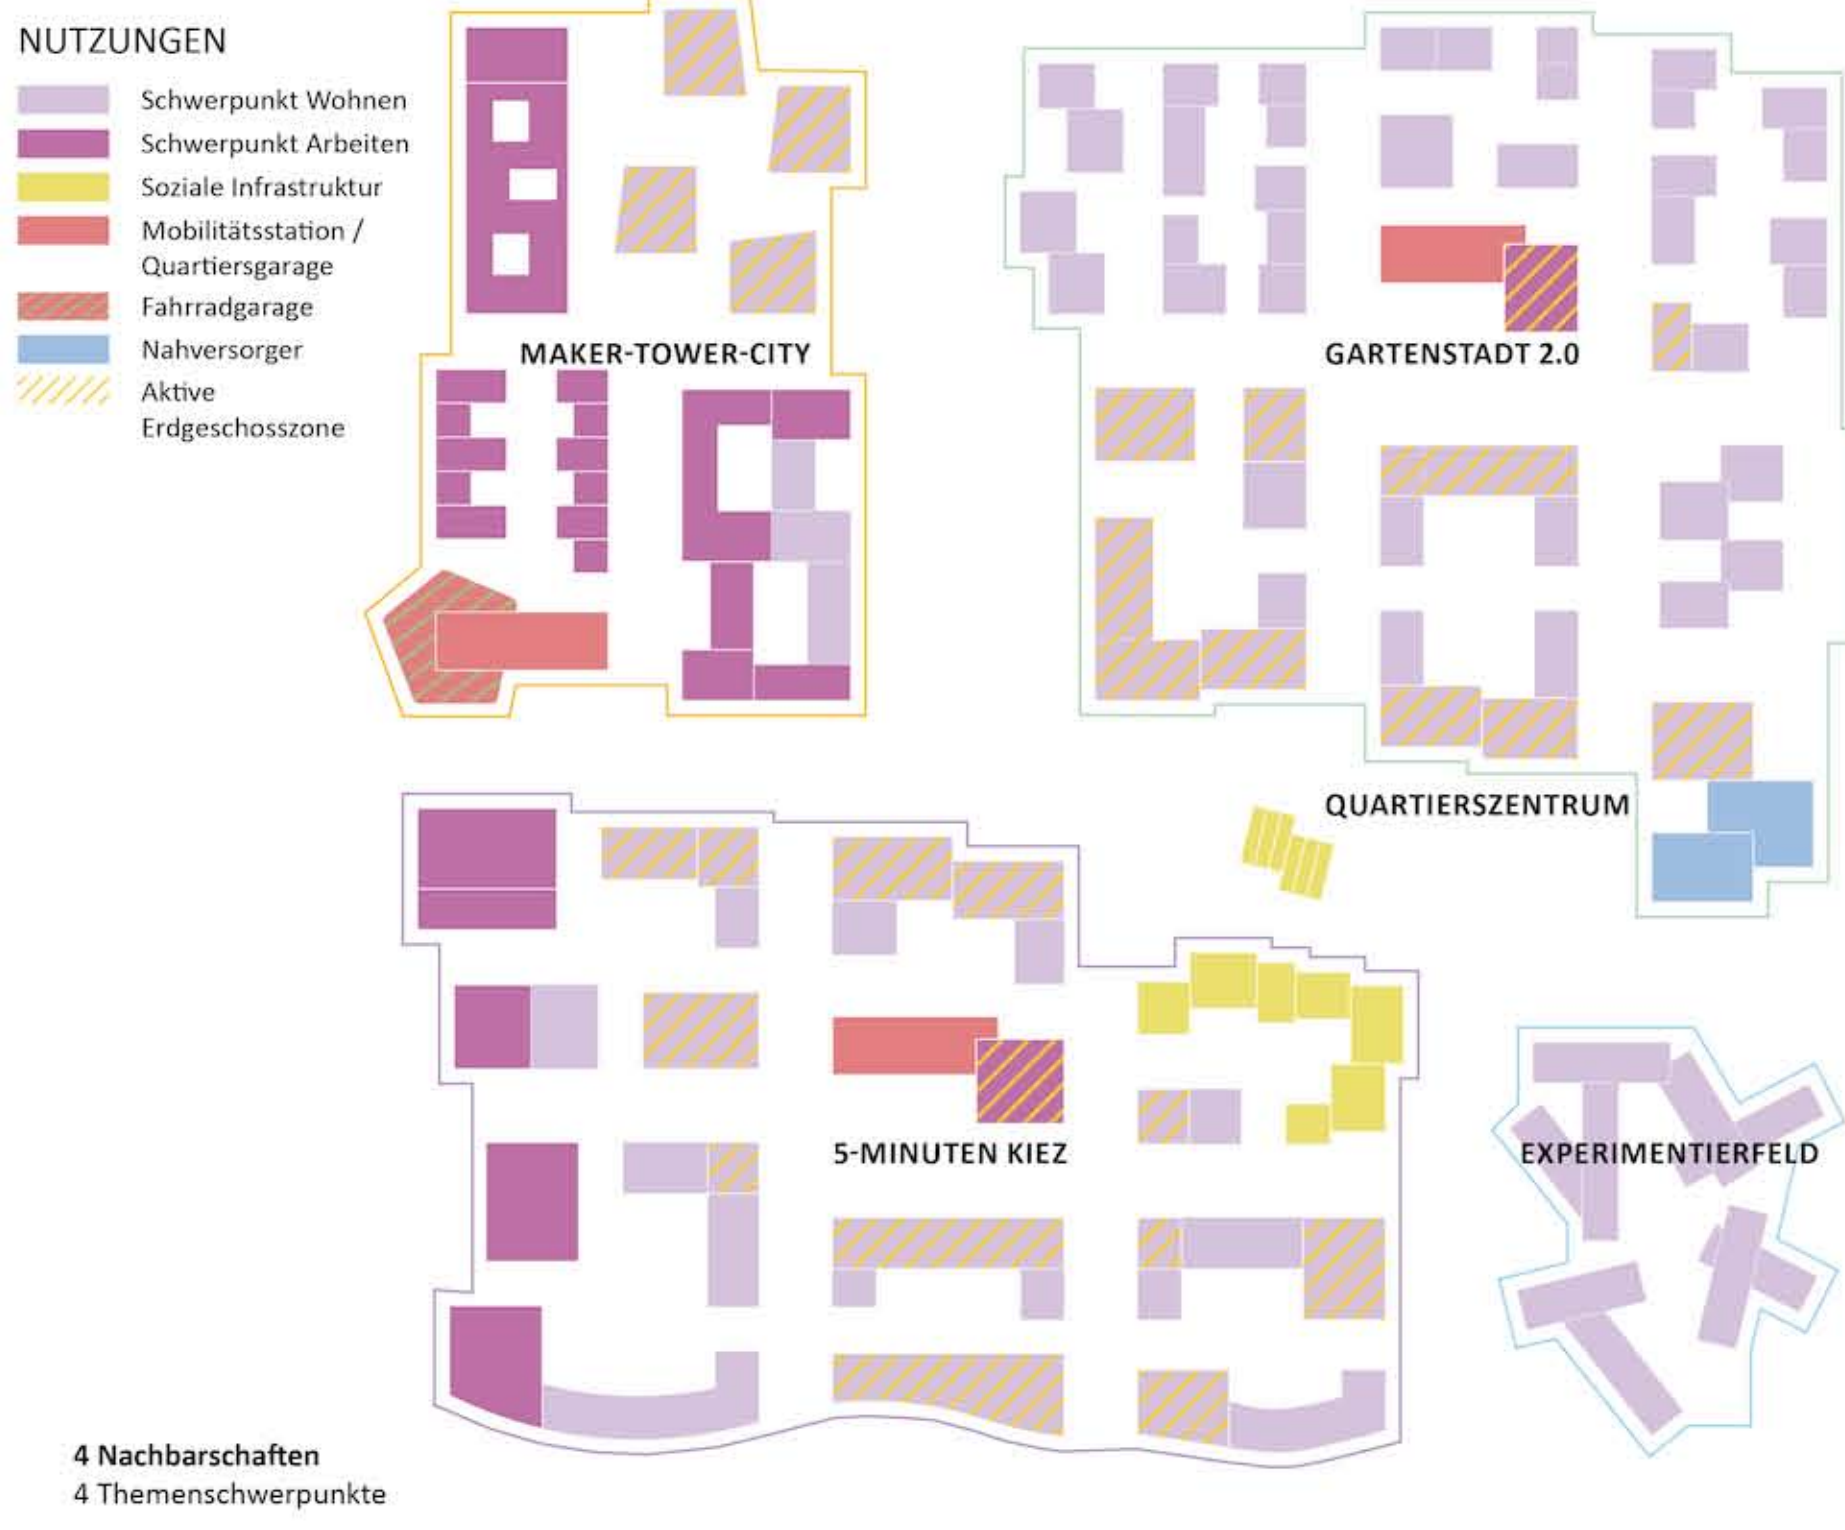 NUTZUNGEN
Schwerpunkt Wohnen
Schwerpunkt Arbeiten
Soziale Infrastruktur
Mobilitätsstation /
Quartiersgarage
Fahrradgarage
Nahversorger
Aktive
Erdgeschosszone
MAKER-TOWER-CITY
GARTENSTADT 2.0
QUARTIERSZENTRUM
5-MINUTEN KIEZ
EXPERIMENTIERFELD
4 Nachbarschaften
4 Themenschwerpunkte